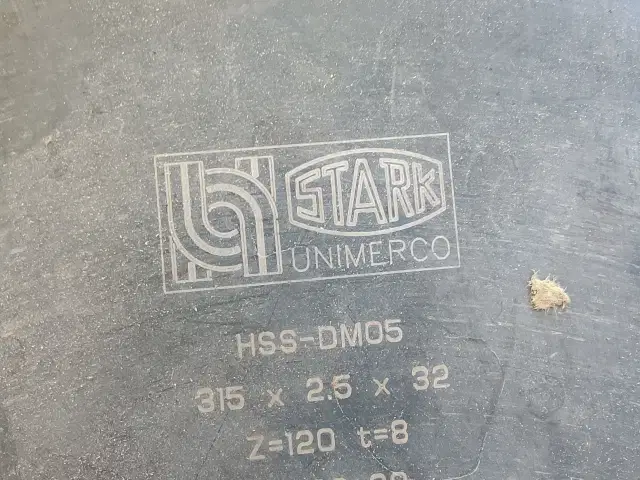 STARK
UNIMERCO
HSS-DM05
315 x 2.5 x 32
Z=120 t=8